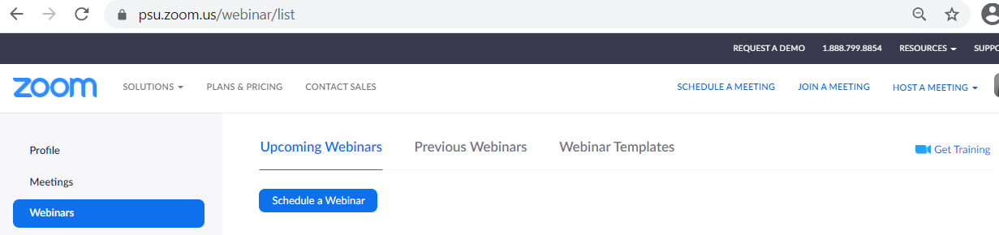 psu.zoom.us/webinar/list
REQUEST A DEMO 1.888.799.8854 RESOURCES
zoom SOLUTIONS PLANS & PRICING CONTACT SALES SCHEDULE A MEETING JOIN A MEETING HOST A MEETING
Profile
Meetings
Webinars
Upcoming Webinars Previous Webinars Webinar Templates
Get Training
Schedule a Webinar